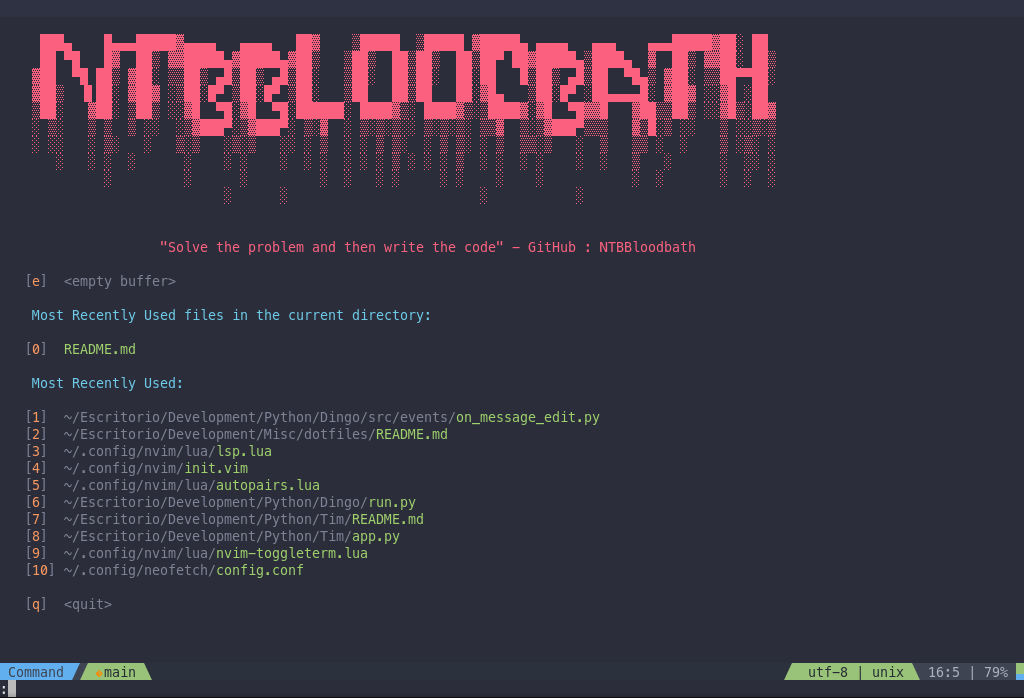 NTBBLOODBATH
"Solve the problem and then write the code" - GitHub : NTBBloodbath
[e] <empty buffer>
Most Recently Used files in the current directory:
[0] README.md
Most Recently Used:
[1] ~/Escritorio/Development/Python/Dingo/src/events/on_message_edit.py
[2] ~/Escritorio/Development/Misc/dotfiles/README.md
[3] ~/.config/nvim/lua/lsp.lua
[4] ~/.config/nvim/init.vim
[5] ~/.config/nvim/lua/autopairs.lua
[6] ~/Escritorio/Development/Python/Dingo/run.py
[7] ~/Escritorio/Development/Python/Tim/README.md
[8] ~/Escritorio/Development/Python/Tim/app.py
[9] ~/.config/nvim/lua/nvim-toggleterm.lua
[10] ~/.config/neofetch/config.conf
[q] <quit>
Command main utf-8 | unix 16:5 | 79%
: